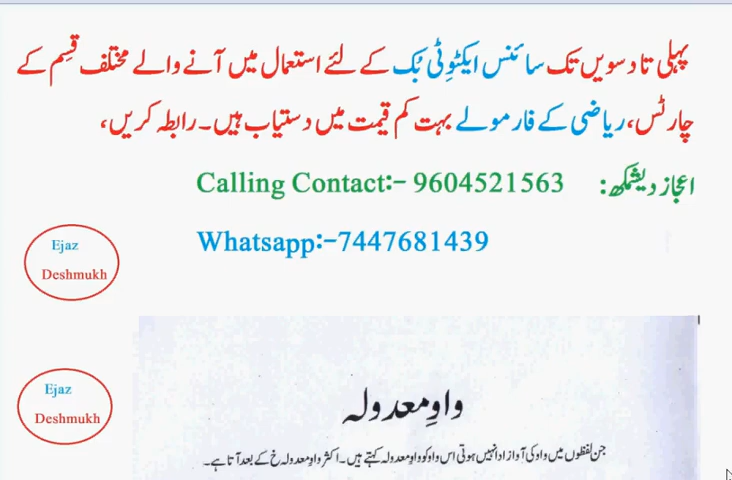 پہلی تا دسویں تک سائنس ایکٹوِٹی بُک کے لئے استعمال میں آنے والے مختلف قِسم کے
چارٹس، ریاضی کے فارمولے بہت کم قیمت میں دستیاب ہیں۔ رابطہ کریں،
اعجاز دیشمکھ: Calling Contact:- 9604521563
Whatsapp:-7447681439
Ejaz
Deshmukh
Ejaz
Deshmukh
واوِ معدولہ
جن لفظوں میں واو کی آواز ادا نہیں ہوتی اس واو کو واو معدولہ کہتے ہیں۔ اکثر واوِ معدولہ خ کے بعد آتا ہے۔